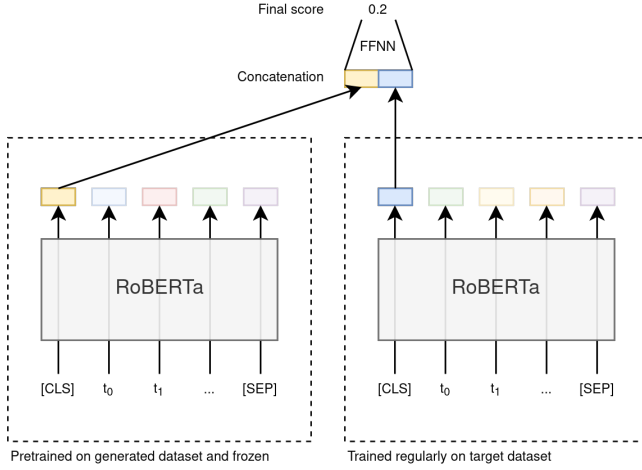 Final score 0.2
FFNN
Concatenation
RoBERTa RoBERTa
[CLS] t0 t1 ... [SEP] [CLS] t0 t1 ... [SEP]
Pretrained on generated dataset and frozen Trained regularly on target dataset